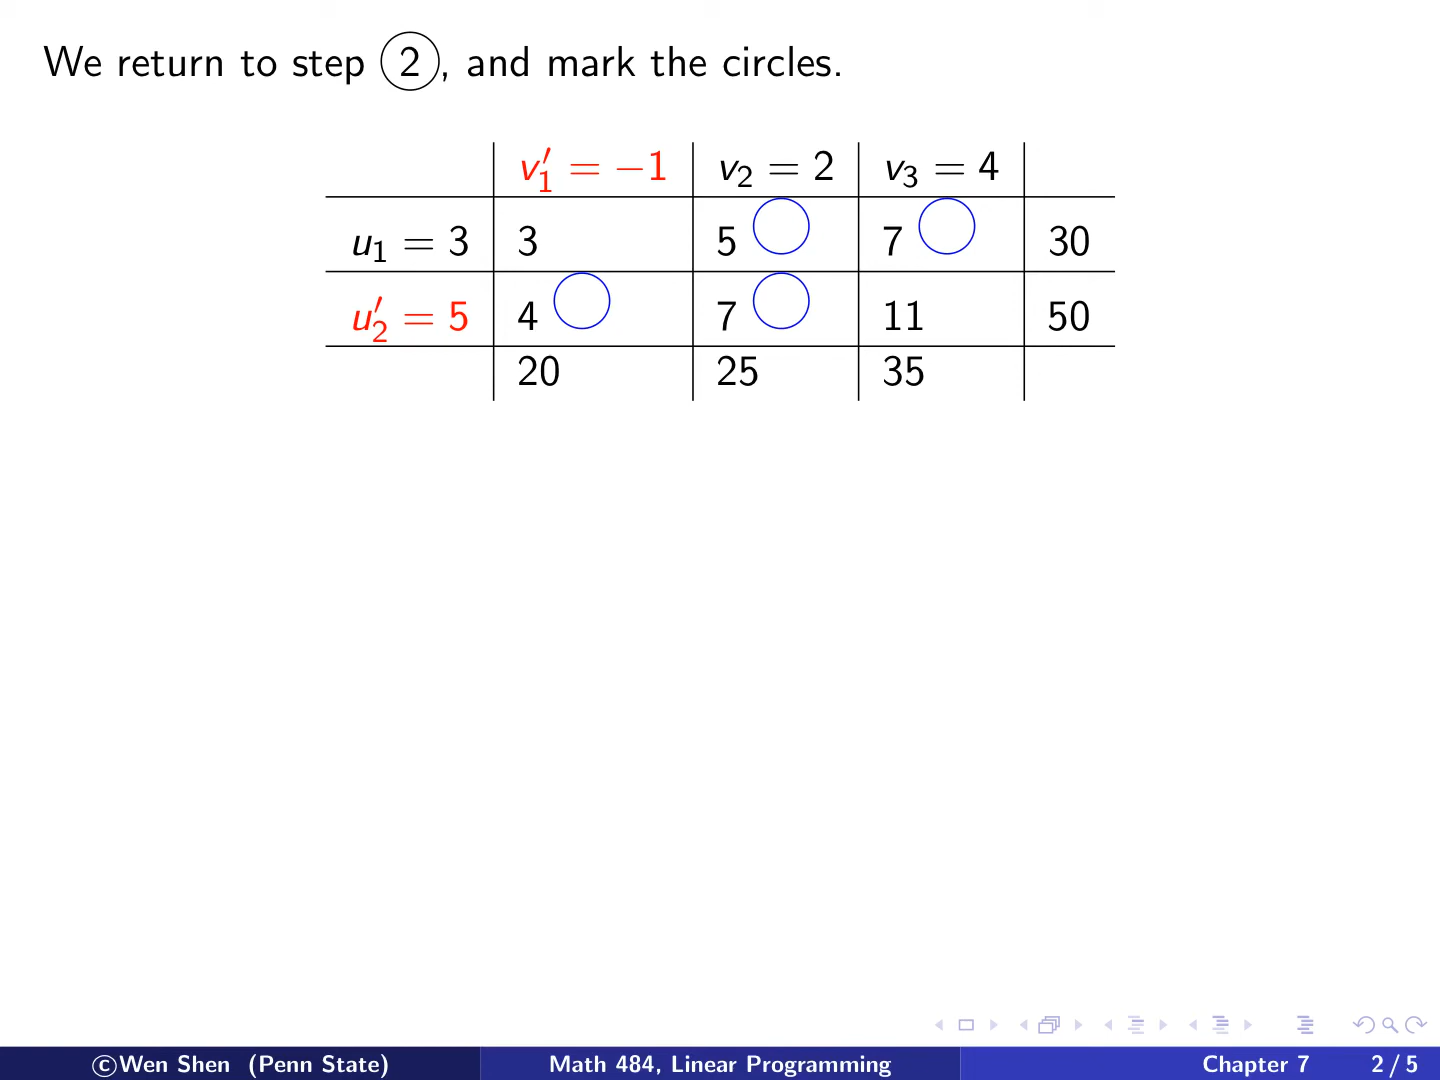 We return to step 2, and mark the circles.
v′₁ = −1 v₂ = 2 v₃ = 4
u₁ = 3 3 5 7 30
u′₂ = 5 4 7 11 50
20 25 35
©Wen Shen (Penn State) Math 484, Linear Programming Chapter 7 2 / 5